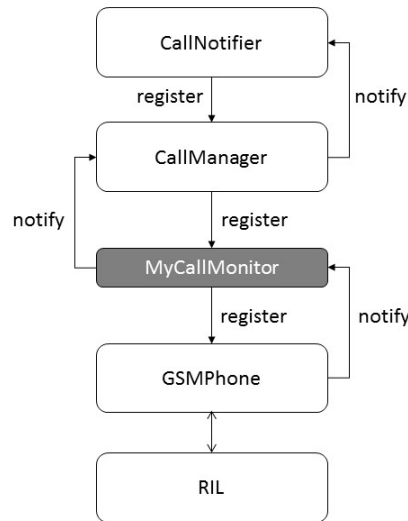 CallNotifier
register
notify
CallManager
notify
register
MyCallMonitor
register
notify
GSMPhone
RIL